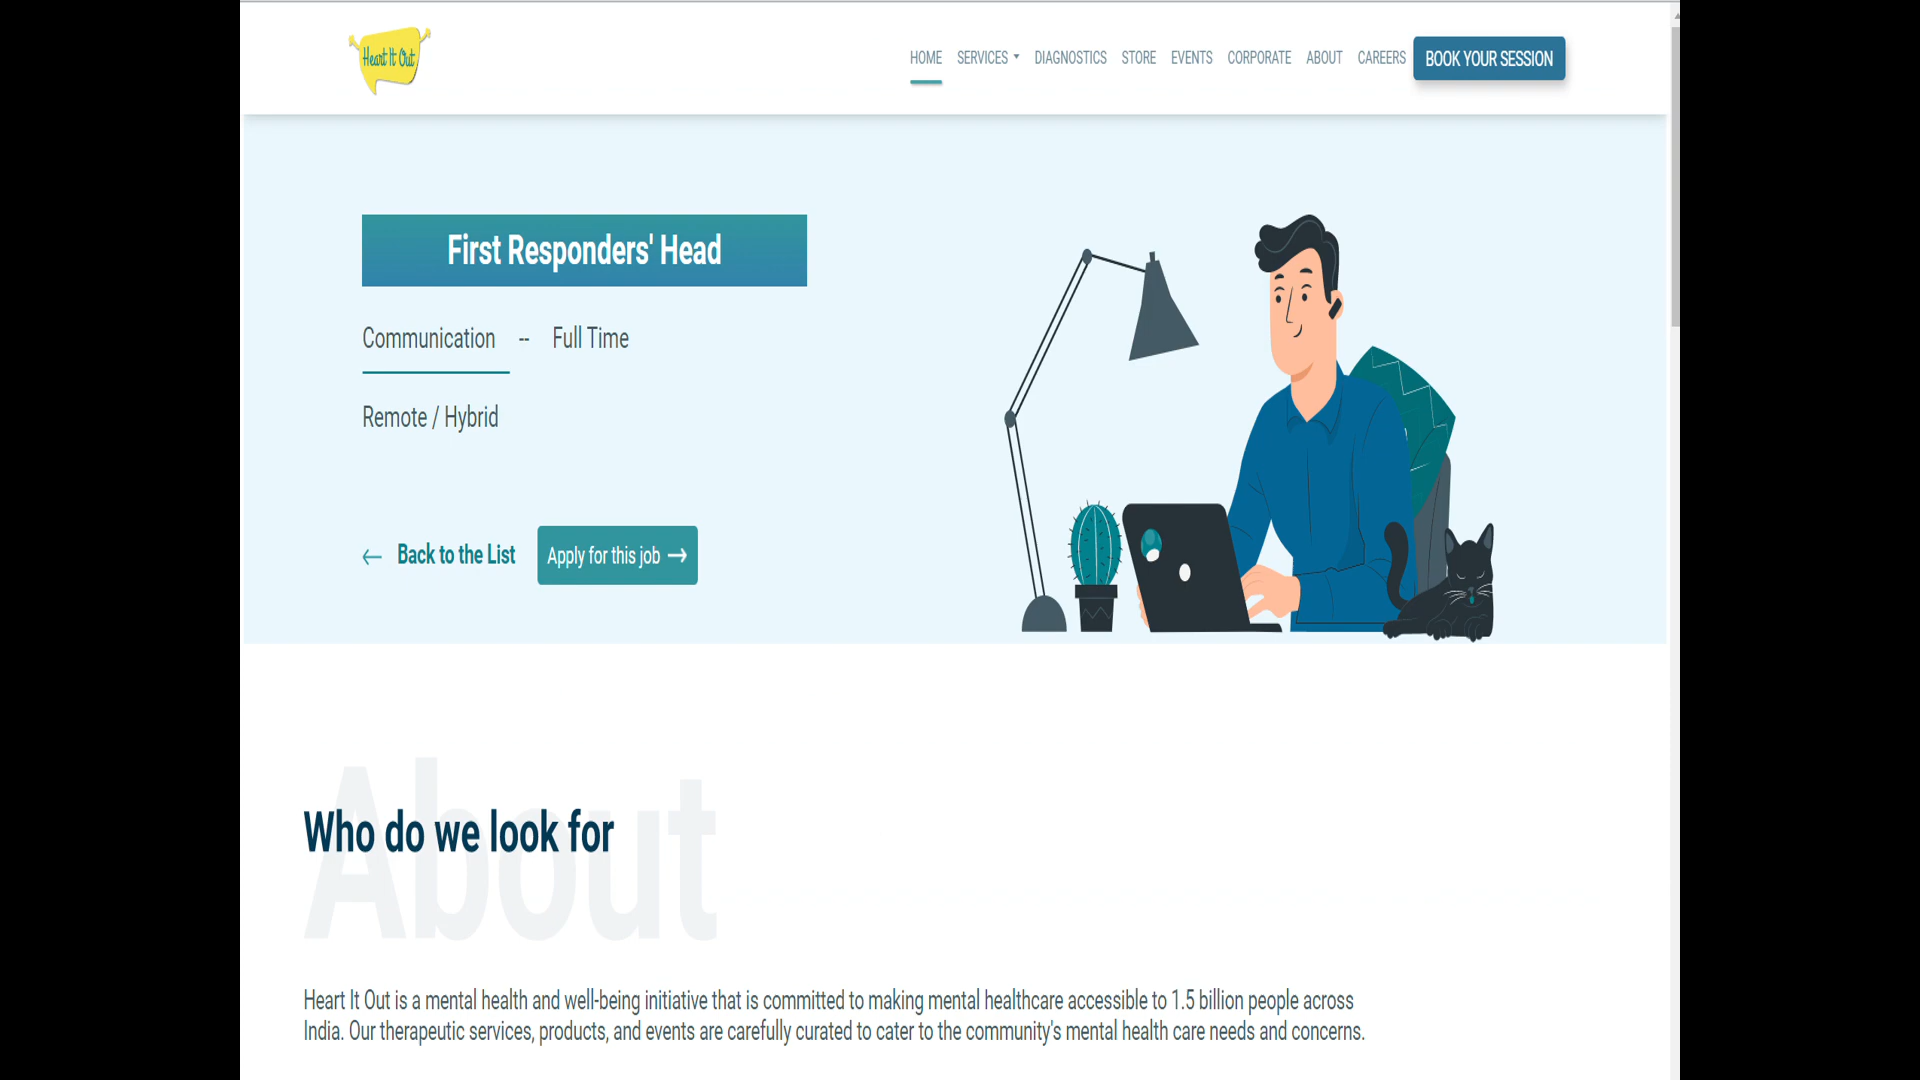 Heart It Out
HOME SERVICES DIAGNOSTICS STORE EVENTS CORPORATE ABOUT CAREERS BOOK YOUR SESSION
First Responders' Head
Communication -- Full Time
Remote / Hybrid
← Back to the List Apply for this job →
About
Who do we look for
Heart It Out is a mental health and well-being initiative that is committed to making mental healthcare accessible to 1.5 billion people across
India. Our therapeutic services, products, and events are carefully curated to cater to the community's mental health care needs and concerns.